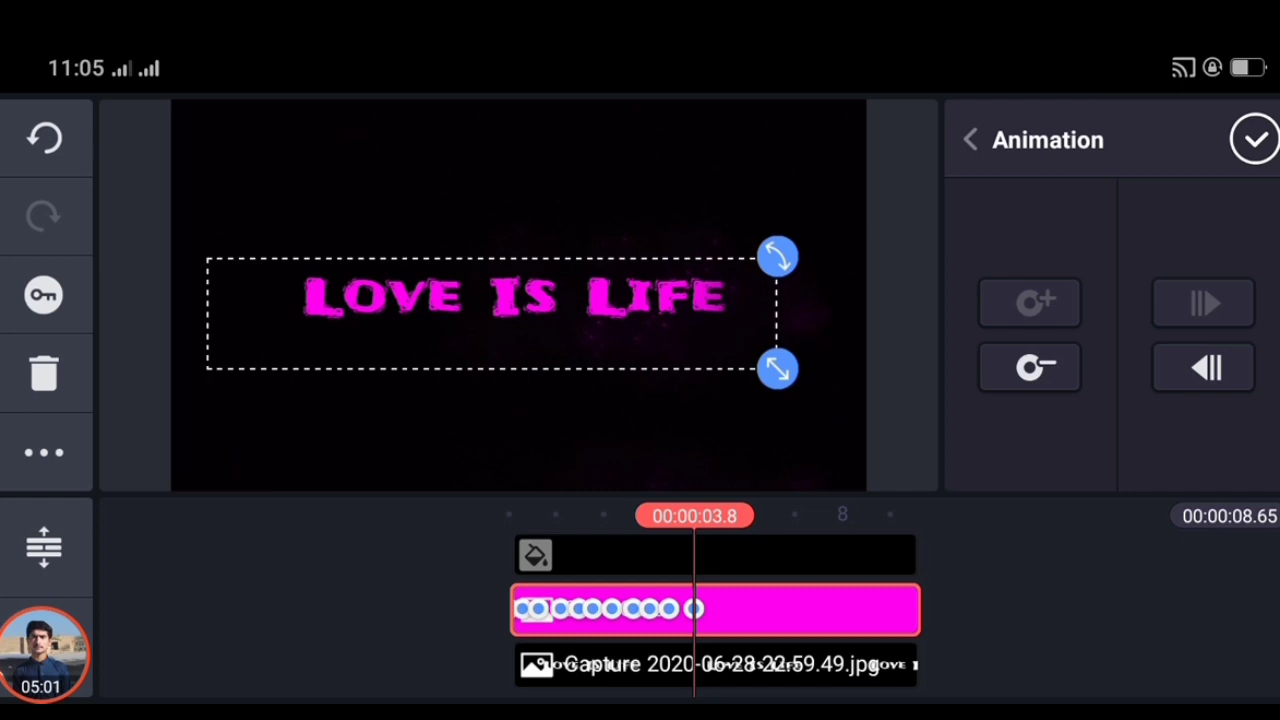 11:05
Animation
LOVE IS LIFE
00:00:03.8
8
00:00:08.65
Capture 2020-06-28-22.59.49.jpg
05:01